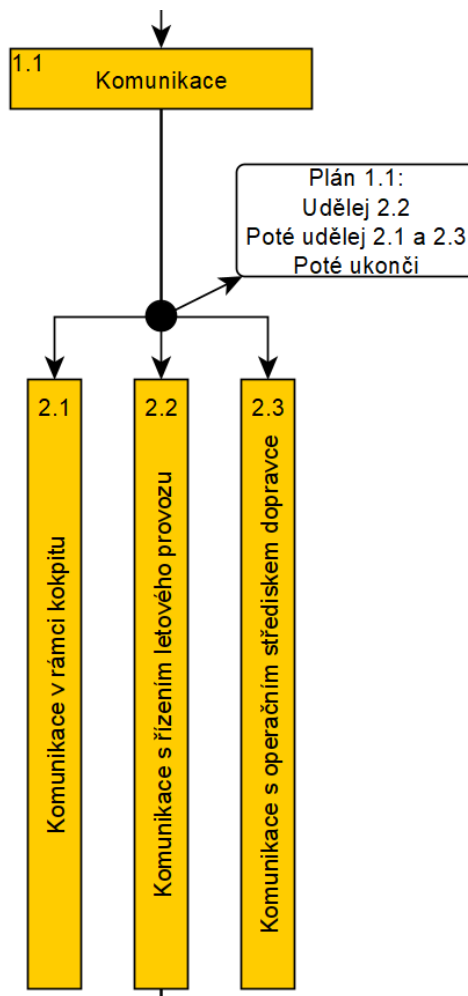 1.1
Komunikace
Plán 1.1:
Udělej 2.2
Poté udělej 2.1 a 2.3
Poté ukonči
2.1
Komunikace v rámci kokpitu
2.2
Komunikace s řízením letového provozu
2.3
Komunikace s operačním střediskem dopravce